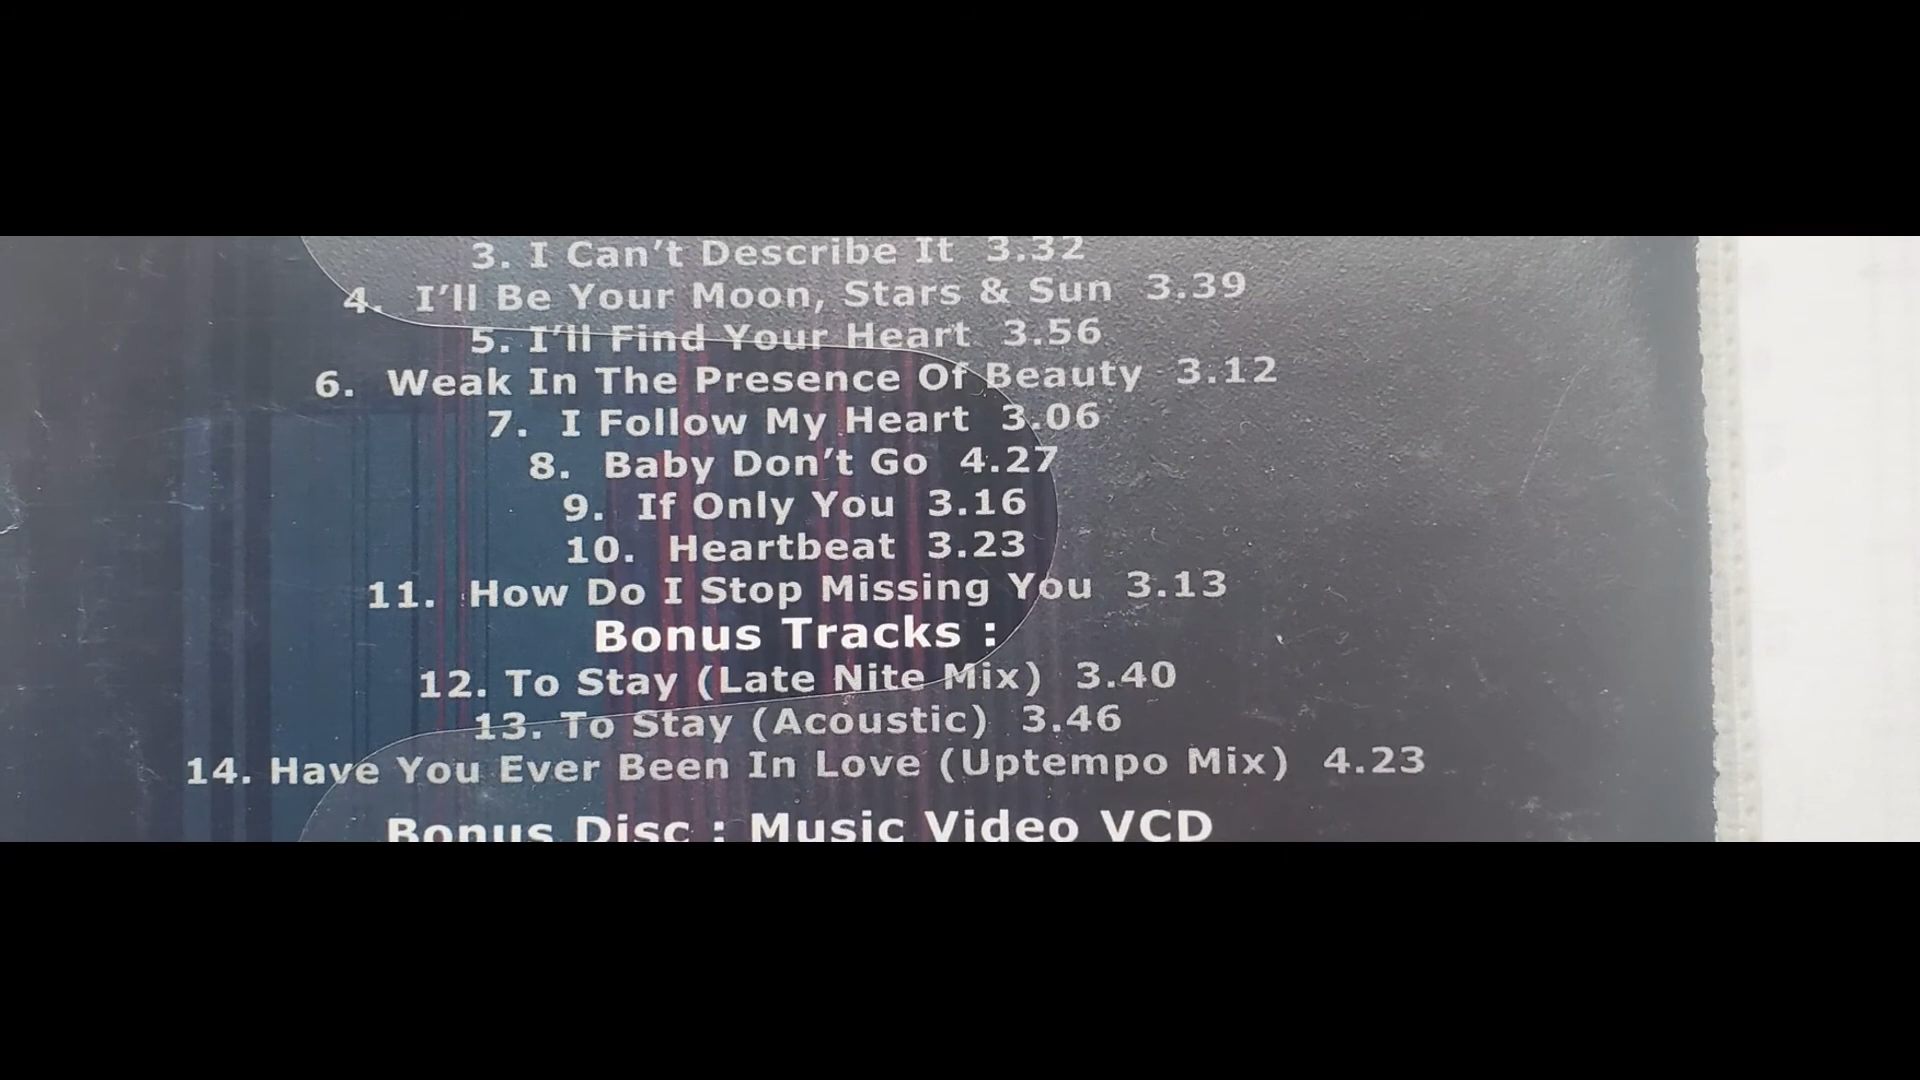 3. I Can't Describe It 3.32
4. I'll Be Your Moon, Stars & Sun 3.39
5. I'll Find Your Heart 3.56
6. Weak In The Presence Of Beauty 3.12
7. I Follow My Heart 3.06
8. Baby Don't Go 4.27
9. If Only You 3.16
10. Heartbeat 3.23
11. How Do I Stop Missing You 3.13
Bonus Tracks :
12. To Stay (Late Nite Mix) 3.40
13. To Stay (Acoustic) 3.46
14. Have You Ever Been In Love (Uptempo Mix) 4.23
Bonus Disc : Music Video VCD